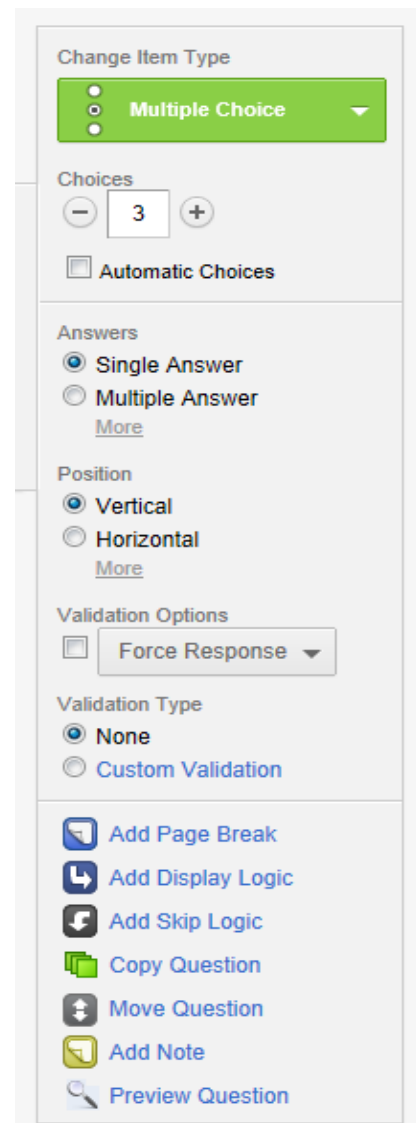 Change Item Type
Multiple Choice
Choices
3
Automatic Choices
Answers
Single Answer
Multiple Answer
More
Position
Vertical
Horizontal
More
Validation Options
Force Response
Validation Type
None
Custom Validation
Add Page Break
Add Display Logic
Add Skip Logic
Copy Question
Move Question
Add Note
Preview Question